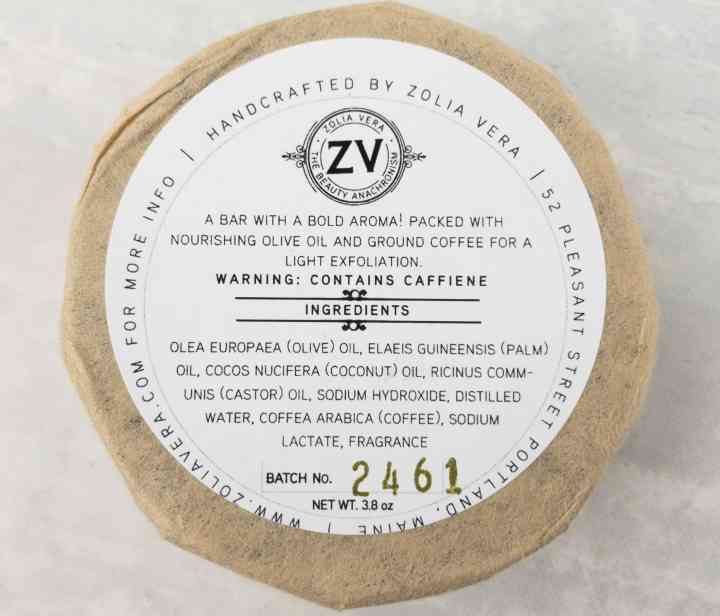 HANDCRAFTED BY ZOLIA VERA | 52 PLEASANT STREET PORTLAND, MAINE | WWW.ZOLIAVERA.COM FOR MORE INFO |
ZOLIA VERA
ZV
· THE BEAUTY ANACHRONISM ·
A BAR WITH A BOLD AROMA! PACKED WITH
NOURISHING OLIVE OIL AND GROUND COFFEE FOR A
LIGHT EXFOLIATION.
WARNING: CONTAINS CAFFIENE
INGREDIENTS
OLEA EUROPAEA (OLIVE) OIL, ELAEIS GUINEENSIS (PALM)
OIL, COCOS NUCIFERA (COCONUT) OIL, RICINUS COMM-
UNIS (CASTOR) OIL, SODIUM HYDROXIDE, DISTILLED
WATER, COFFEA ARABICA (COFFEE), SODIUM
LACTATE, FRAGRANCE
BATCH No. 2461
NET WT. 3.8 oz